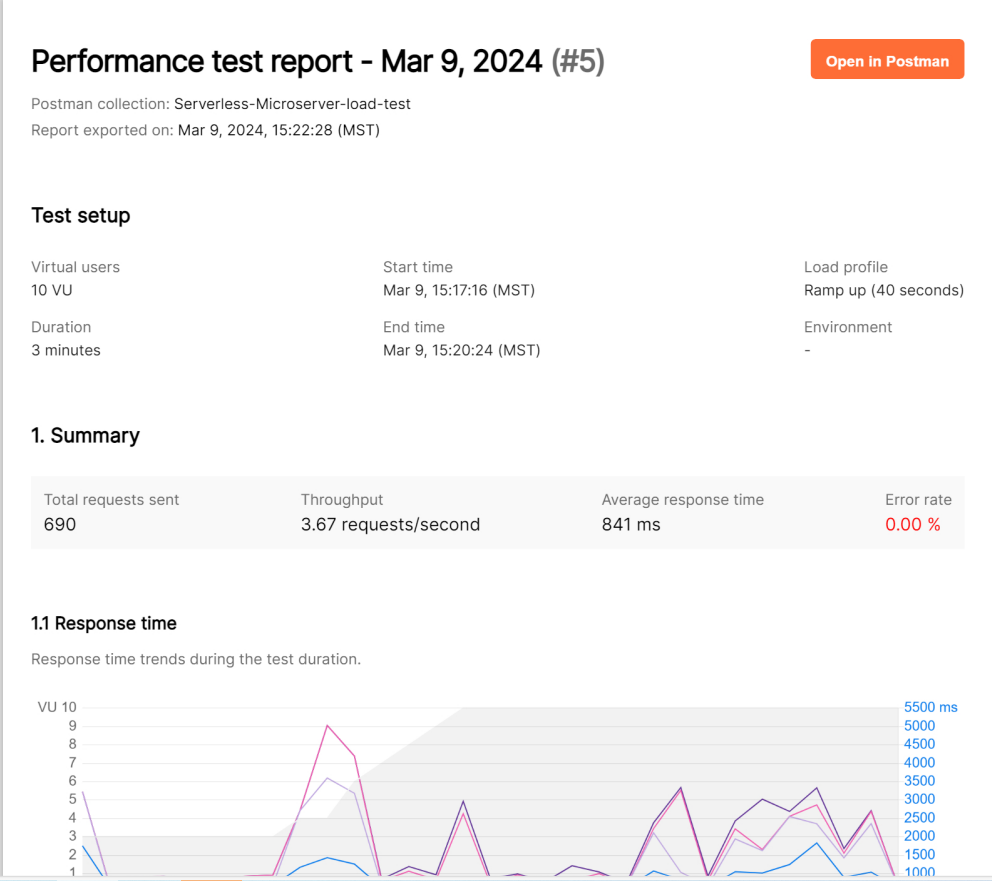 Performance test report - Mar 9, 2024 (#5)
Open in Postman
Postman collection: Serverless-Microserver-load-test
Report exported on: Mar 9, 2024, 15:22:28 (MST)
Test setup
Virtual users
10 VU
Start time
Mar 9, 15:17:16 (MST)
Load profile
Ramp up (40 seconds)
Duration
3 minutes
End time
Mar 9, 15:20:24 (MST)
Environment
-
1. Summary
Total requests sent
690
Throughput
3.67 requests/second
Average response time
841 ms
Error rate
0.00 %
1.1 Response time
Response time trends during the test duration.
VU 10
9
8
7
6
5
4
3
2
1
5500 ms
5000
4500
4000
3500
3000
2500
2000
1500
1000